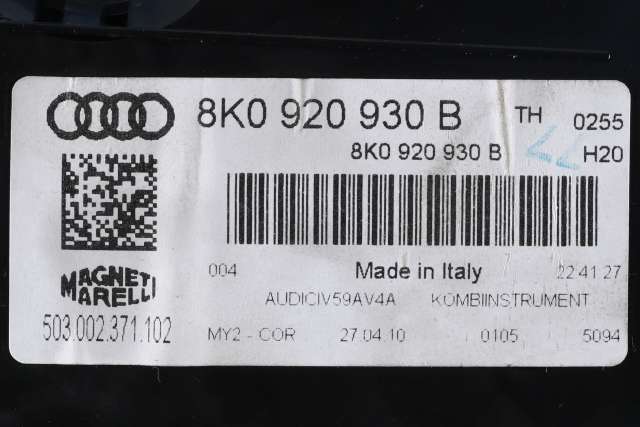 8K0 920 930 B TH 0255
8K0 920 930 B H20
MAGNETI
MARELLI
004 Made in Italy 22 41 27
AUDICIV59AV4A KOMBIINSTRUMENT
503.002.371.102
MY2 - COR 27 04 10 0105 5094